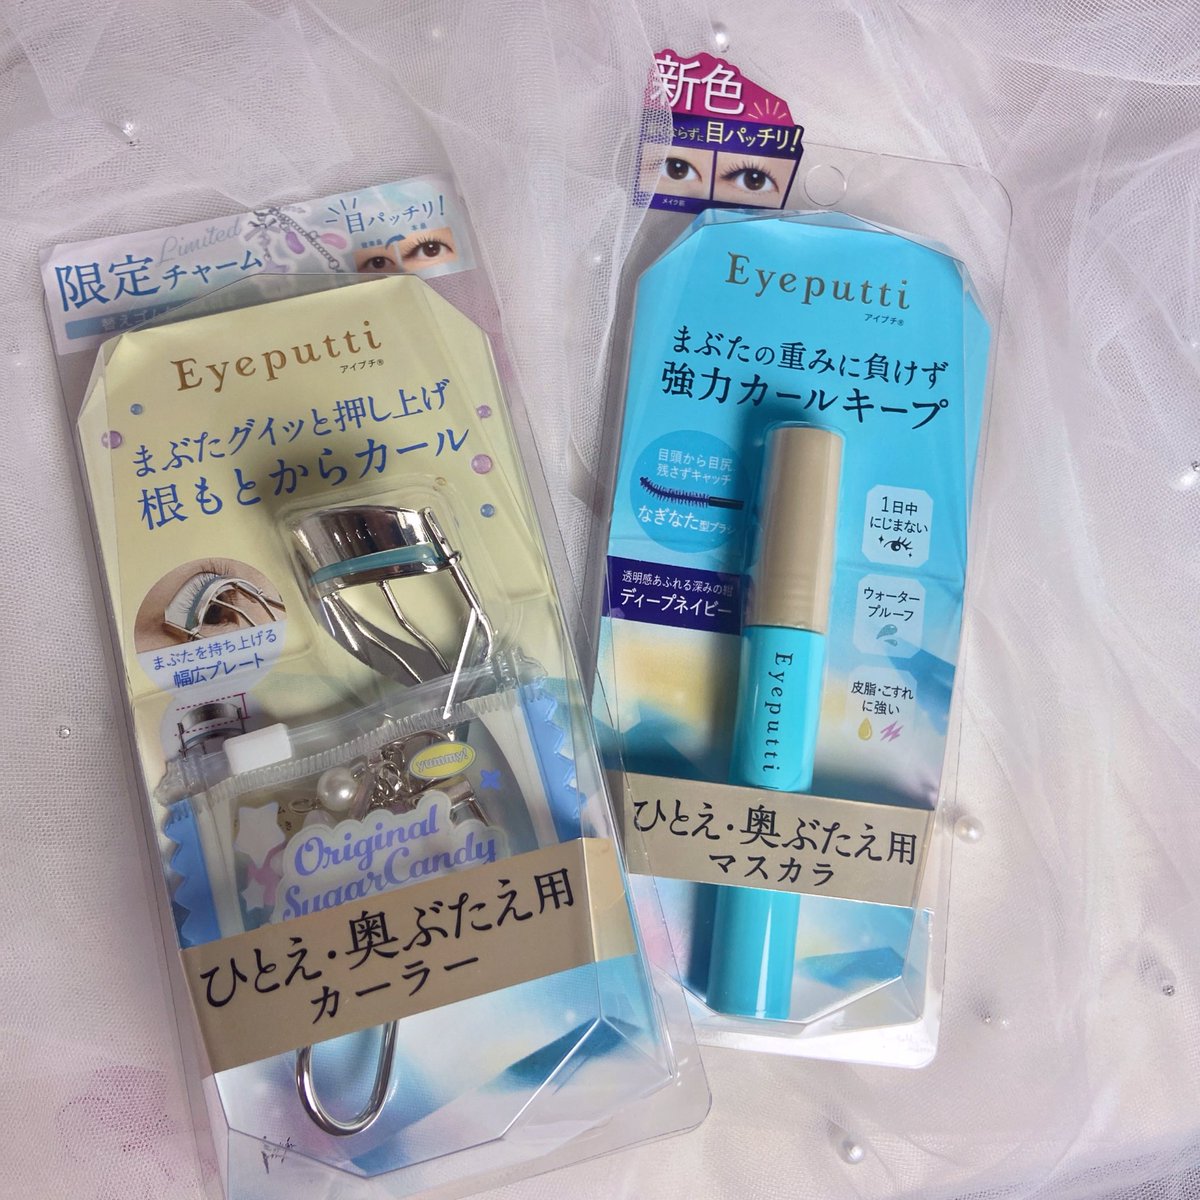 Limited
限定チャーム
目パッチリ!
Eyeputti
アイプチ®
まぶたグイッと押し上げ
根もとからカール
まぶたを持ち上げる
幅広プレート
yummy!
Original
SugarCandy
ひとえ・奥ぶたえ用
カーラー
新色
ならずに目パッチリ!
メイク前
Eyeputti
アイプチ®
まぶたの重みに負けず
強力カールキープ
目頭から目尻
残さずキャッチ
なぎなた型ブラシ
透明感あふれる深みの紺
ディープネイビー
1日中
にじまない
ウォーター
プルーフ
皮脂・こすれ
に強い
Eyeputti
ひとえ・奥ぶたえ用
マスカラ